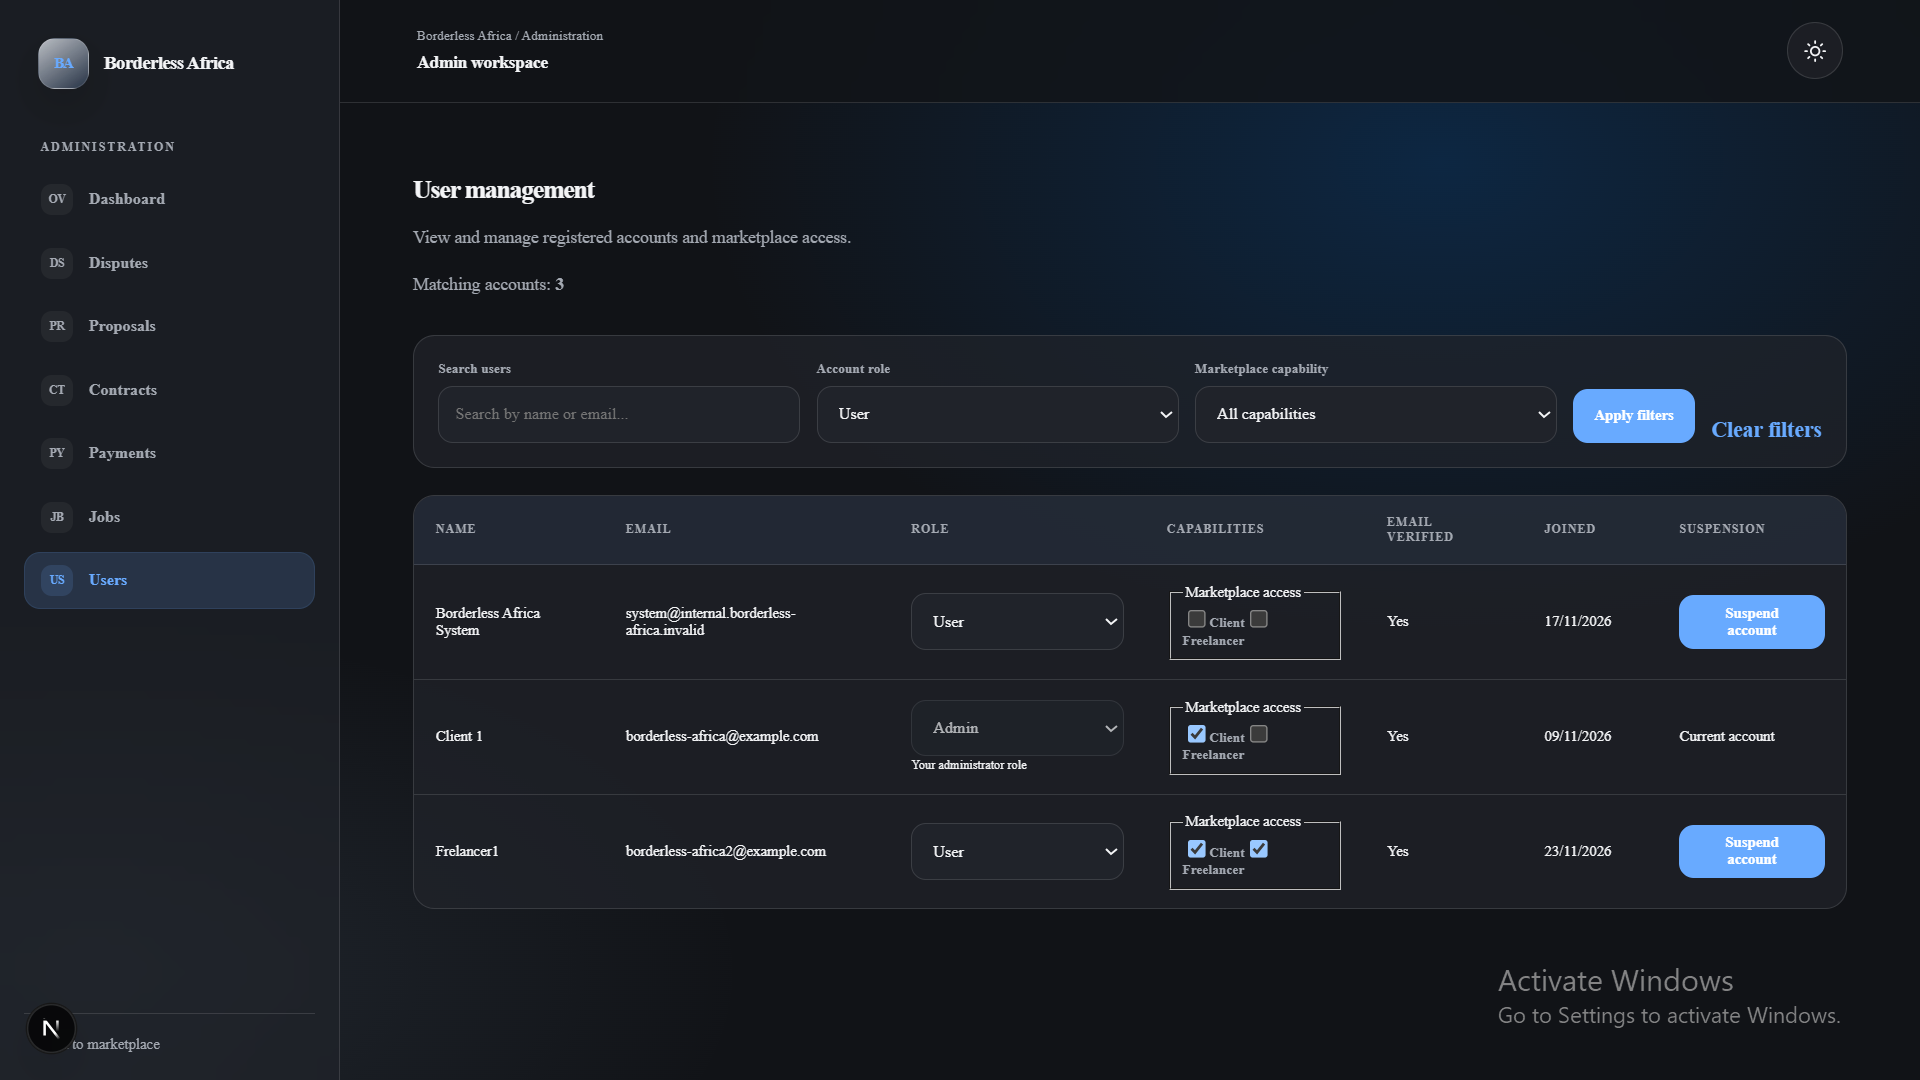 BA
Borderless Africa
ADMINISTRATION
OV Dashboard
DS Disputes
PR Proposals
CT Contracts
PY Payments
JB Jobs
US Users
N
to marketplace
Borderless Africa / Administration
Admin workspace
User management
View and manage registered accounts and marketplace access.
Matching accounts: 3
Search users
Search by name or email...
Account role
User
Marketplace capability
All capabilities
Apply filters
Clear filters
NAME EMAIL ROLE CAPABILITIES EMAIL VERIFIED JOINED SUSPENSION
Borderless Africa
System
system@internal.borderless-
africa.invalid
User
Marketplace access
Client
Freelancer
Yes
17/11/2026
Suspend
account
Client 1
borderless-africa@example.com
Admin
Your administrator role
Marketplace access
Client
Freelancer
Yes
09/11/2026
Current account
Frelancer1
borderless-africa2@example.com
User
Marketplace access
Client
Freelancer
Yes
23/11/2026
Suspend
account
Activate Windows
Go to Settings to activate Windows.